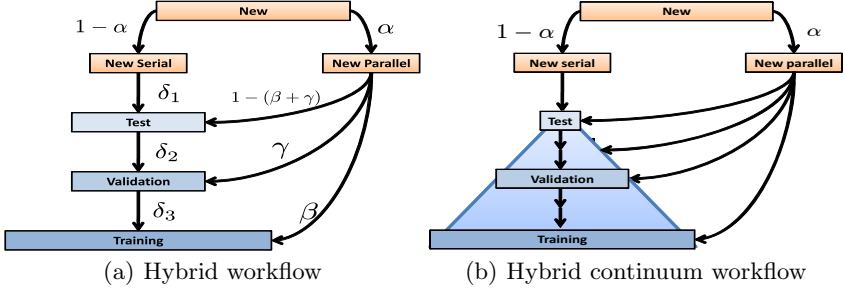 New
1 − α
α
New Serial
New Parallel
δ1
1 − (β + γ)
Test
δ2
γ
Validation
δ3
β
Training
(a) Hybrid workflow
New
1 − α
α
New serial
New parallel
Test
Validation
Training
(b) Hybrid continuum workflow